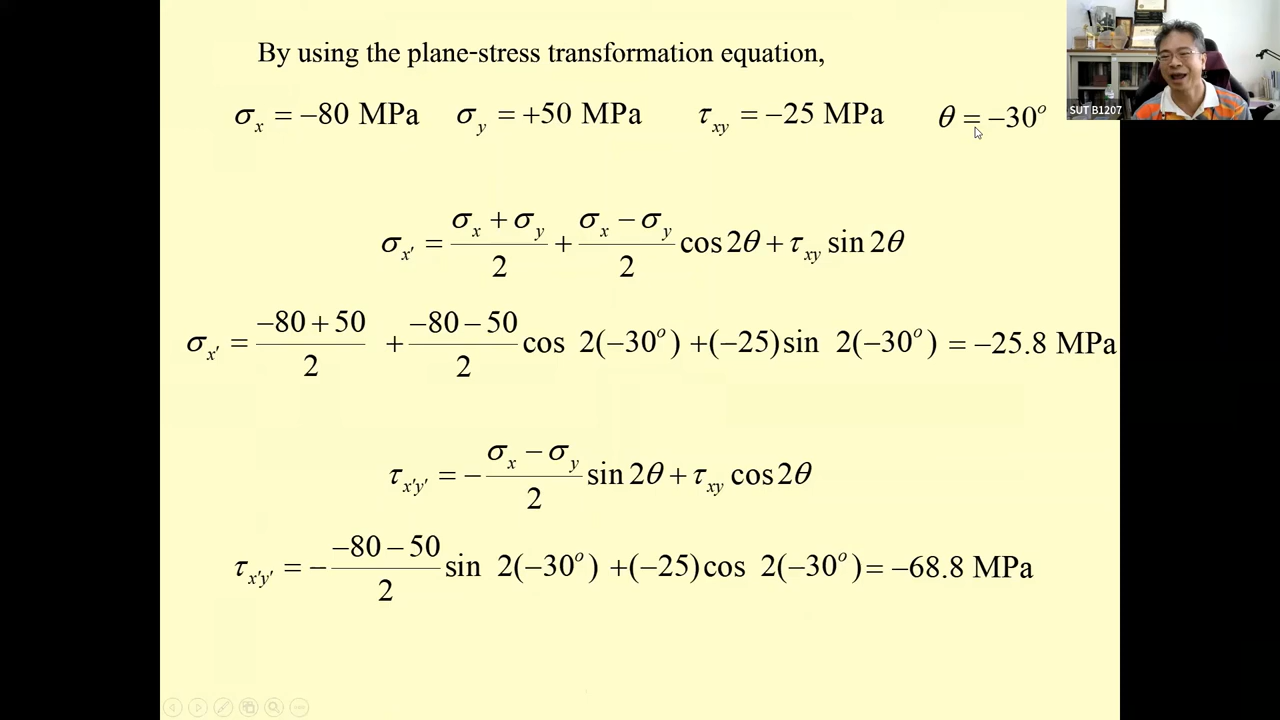 By using the plane-stress transformation equation,
σx = −80 MPa σy = +50 MPa τxy = −25 MPa θ = −30°
SUT B1207
σx′ = (σx + σy)/2 + (σx − σy)/2 cos 2θ + τxy sin 2θ
σx′ = (−80 + 50)/2 + (−80 − 50)/2 cos 2(−30°) + (−25) sin 2(−30°) = −25.8 MPa
τx′y′ = − (σx − σy)/2 sin 2θ + τxy cos 2θ
τx′y′ = − (−80 − 50)/2 sin 2(−30°) + (−25) cos 2(−30°) = −68.8 MPa